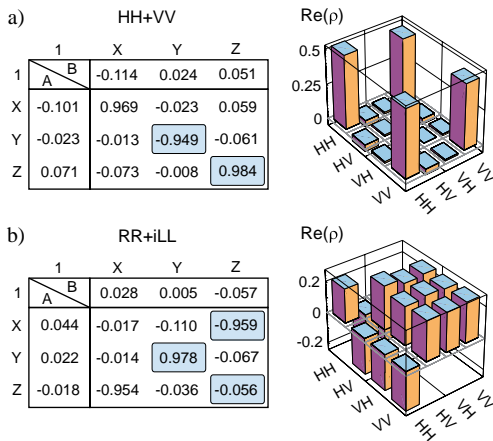 a) HH+VV
1 X Y Z
A B
1 -0.114 0.024 0.051
X -0.101 0.969 -0.023 0.059
Y -0.023 -0.013 -0.949 -0.061
Z 0.071 -0.073 -0.008 0.984
Re(ρ)
0.5
0.25
0
HH
HV
VH
VV
HH
HV
VH
VV
b) RR+iLL
1 X Y Z
A B
1 0.028 0.005 -0.057
X 0.044 -0.017 -0.110 -0.959
Y 0.022 -0.014 0.978 -0.067
Z -0.018 -0.954 -0.036 -0.056
Re(ρ)
0.2
0
-0.2
HH
HV
VH
VV
HH
HV
VH
VV